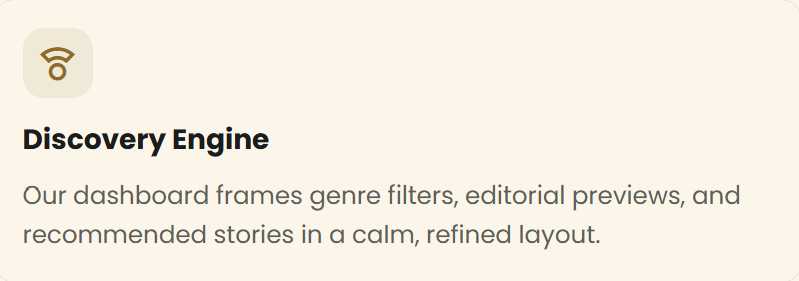 Discovery Engine
Our dashboard frames genre filters, editorial previews, and
recommended stories in a calm, refined layout.